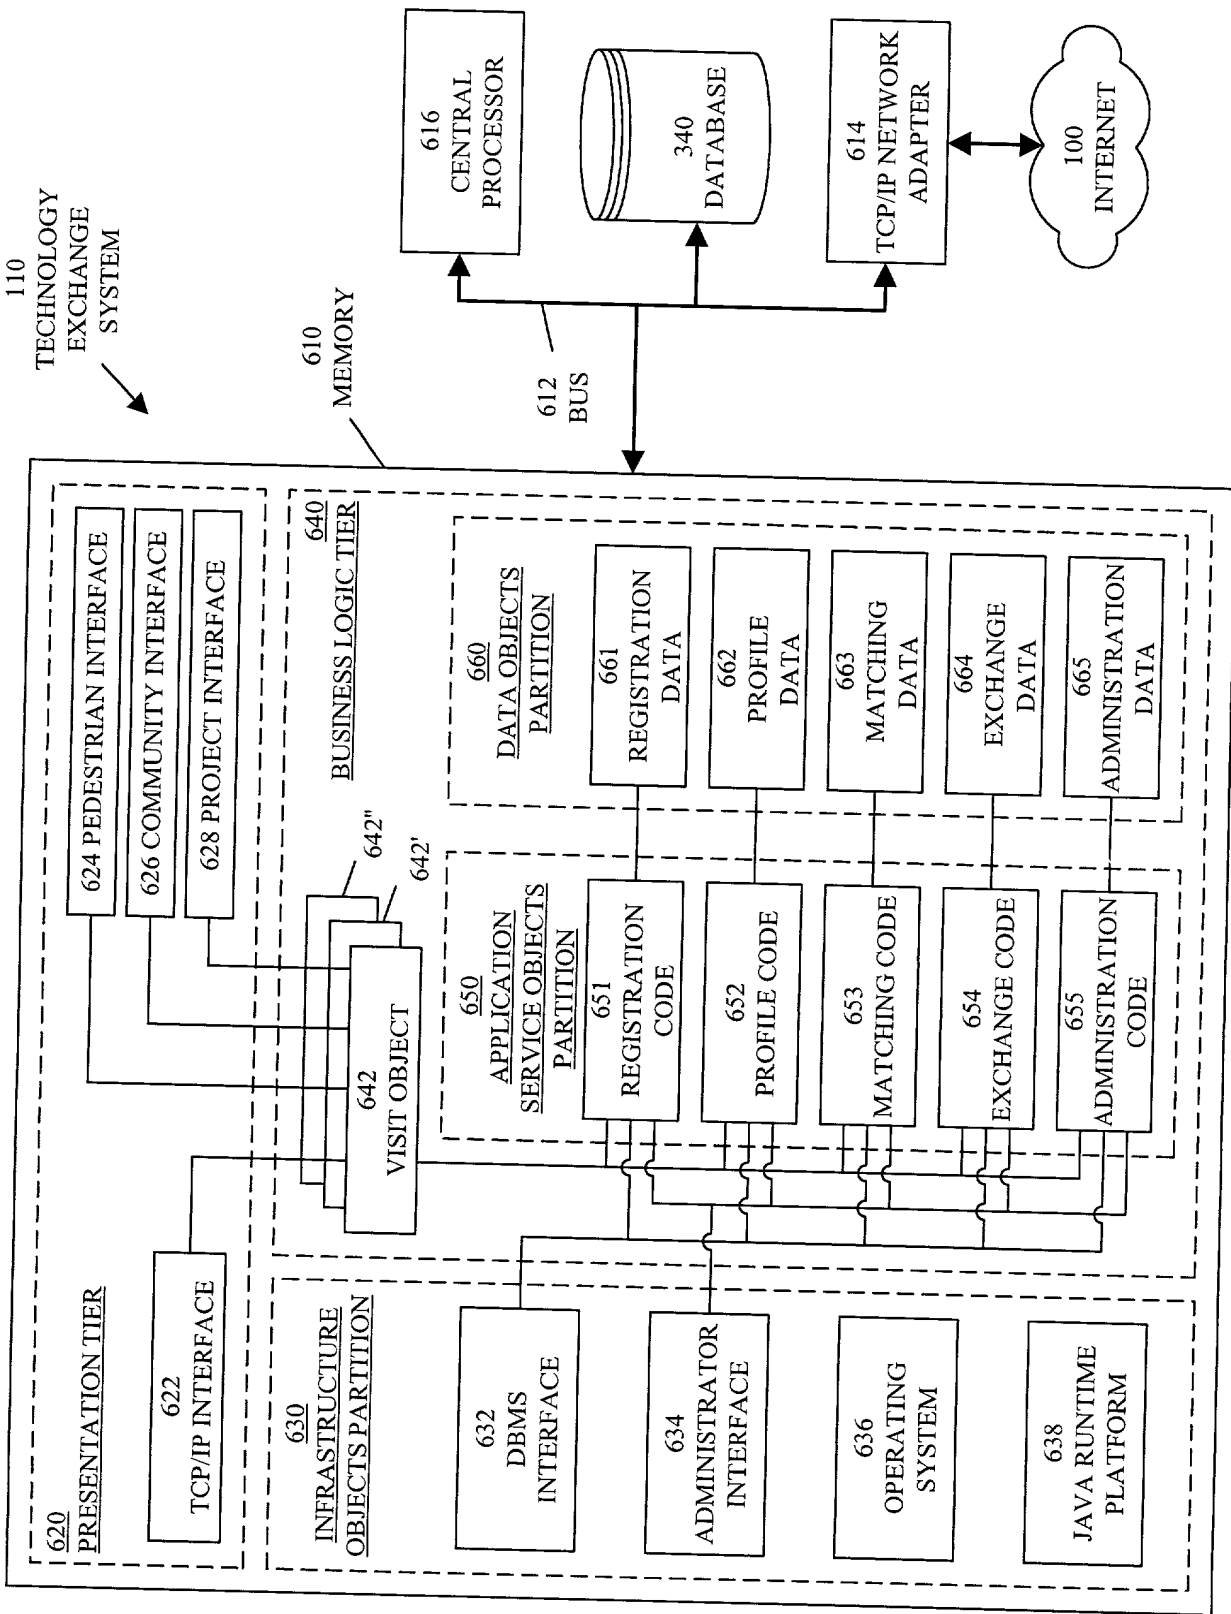 110
TECHNOLOGY
EXCHANGE
SYSTEM
610
MEMORY
620
PRESENTATION TIER
622
TCP/IP INTERFACE
624 PEDESTRIAN INTERFACE
626 COMMUNITY INTERFACE
628 PROJECT INTERFACE
630
INFRASTRUCTURE
OBJECTS PARTITION
632
DBMS
INTERFACE
634
ADMINISTRATOR
INTERFACE
636
OPERATING
SYSTEM
638
JAVA RUNTIME
PLATFORM
640
BUSINESS LOGIC TIER
642"
642'
642
VISIT OBJECT
650
APPLICATION
SERVICE OBJECTS
PARTITION
651
REGISTRATION
CODE
652
PROFILE CODE
653
MATCHING CODE
654
EXCHANGE CODE
655
ADMINISTRATION
CODE
660
DATA OBJECTS
PARTITION
661
REGISTRATION
DATA
662
PROFILE
DATA
663
MATCHING
DATA
664
EXCHANGE
DATA
665
ADMINISTRATION
DATA
612
BUS
616
CENTRAL
PROCESSOR
340
DATABASE
614
TCP/IP NETWORK
ADAPTER
100
INTERNET